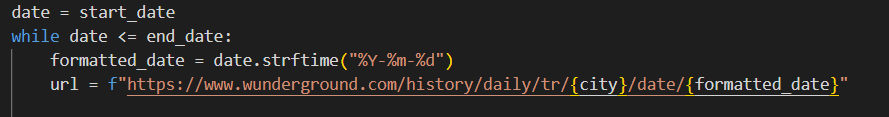 date = start_date
while date <= end_date:
    formatted_date = date.strftime("%Y-%m-%d")
    url = f"https://www.wunderground.com/history/daily/tr/{city}/date/{formatted_date}"